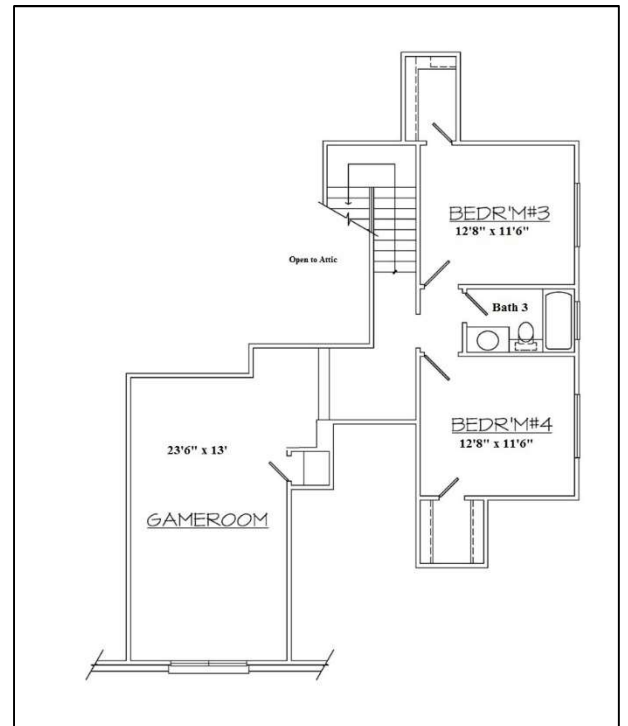 BEDR'M#3
12'8" x 11'6"
Open to Attic
Bath 3
BEDR'M#4
12'8" x 11'6"
23'6" x 13'
GAMEROOM